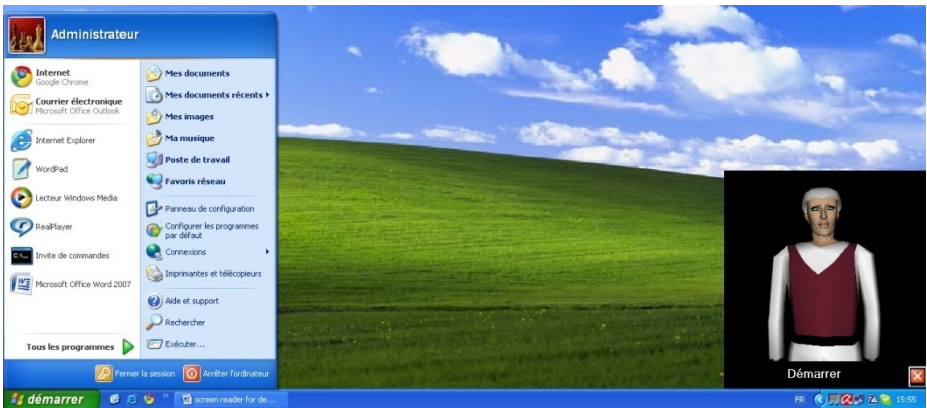 Administrateur
Internet
Google Chrome
Courrier électronique
Microsoft Office Outlook
Internet Explorer
WordPad
Lecteur Windows Media
RealPlayer
C:\...
Invite de commandes
Microsoft Office Word 2007
Tous les programmes
Mes documents
Mes documents récents
Mes images
Ma musique
Poste de travail
Favoris réseau
Panneau de configuration
Configurer les programmes
par défaut
Connexions
Imprimantes et télécopieurs
Aide et support
Rechercher
Exécuter...
Fermer la session
Arrêter l'ordinateur
Démarrer
démarrer
screen reader for de...
FR
15:55